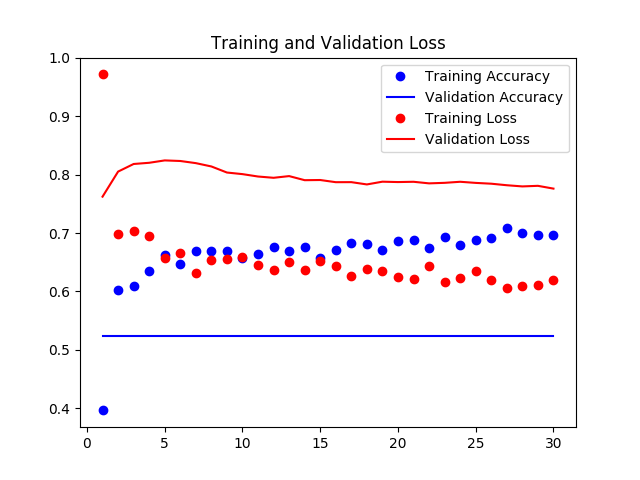 Training and Validation Loss
1.0
0.9
0.8
0.7
0.6
0.5
0.4
Training Accuracy
Validation Accuracy
Training Loss
Validation Loss
0 5 10 15 20 25 30